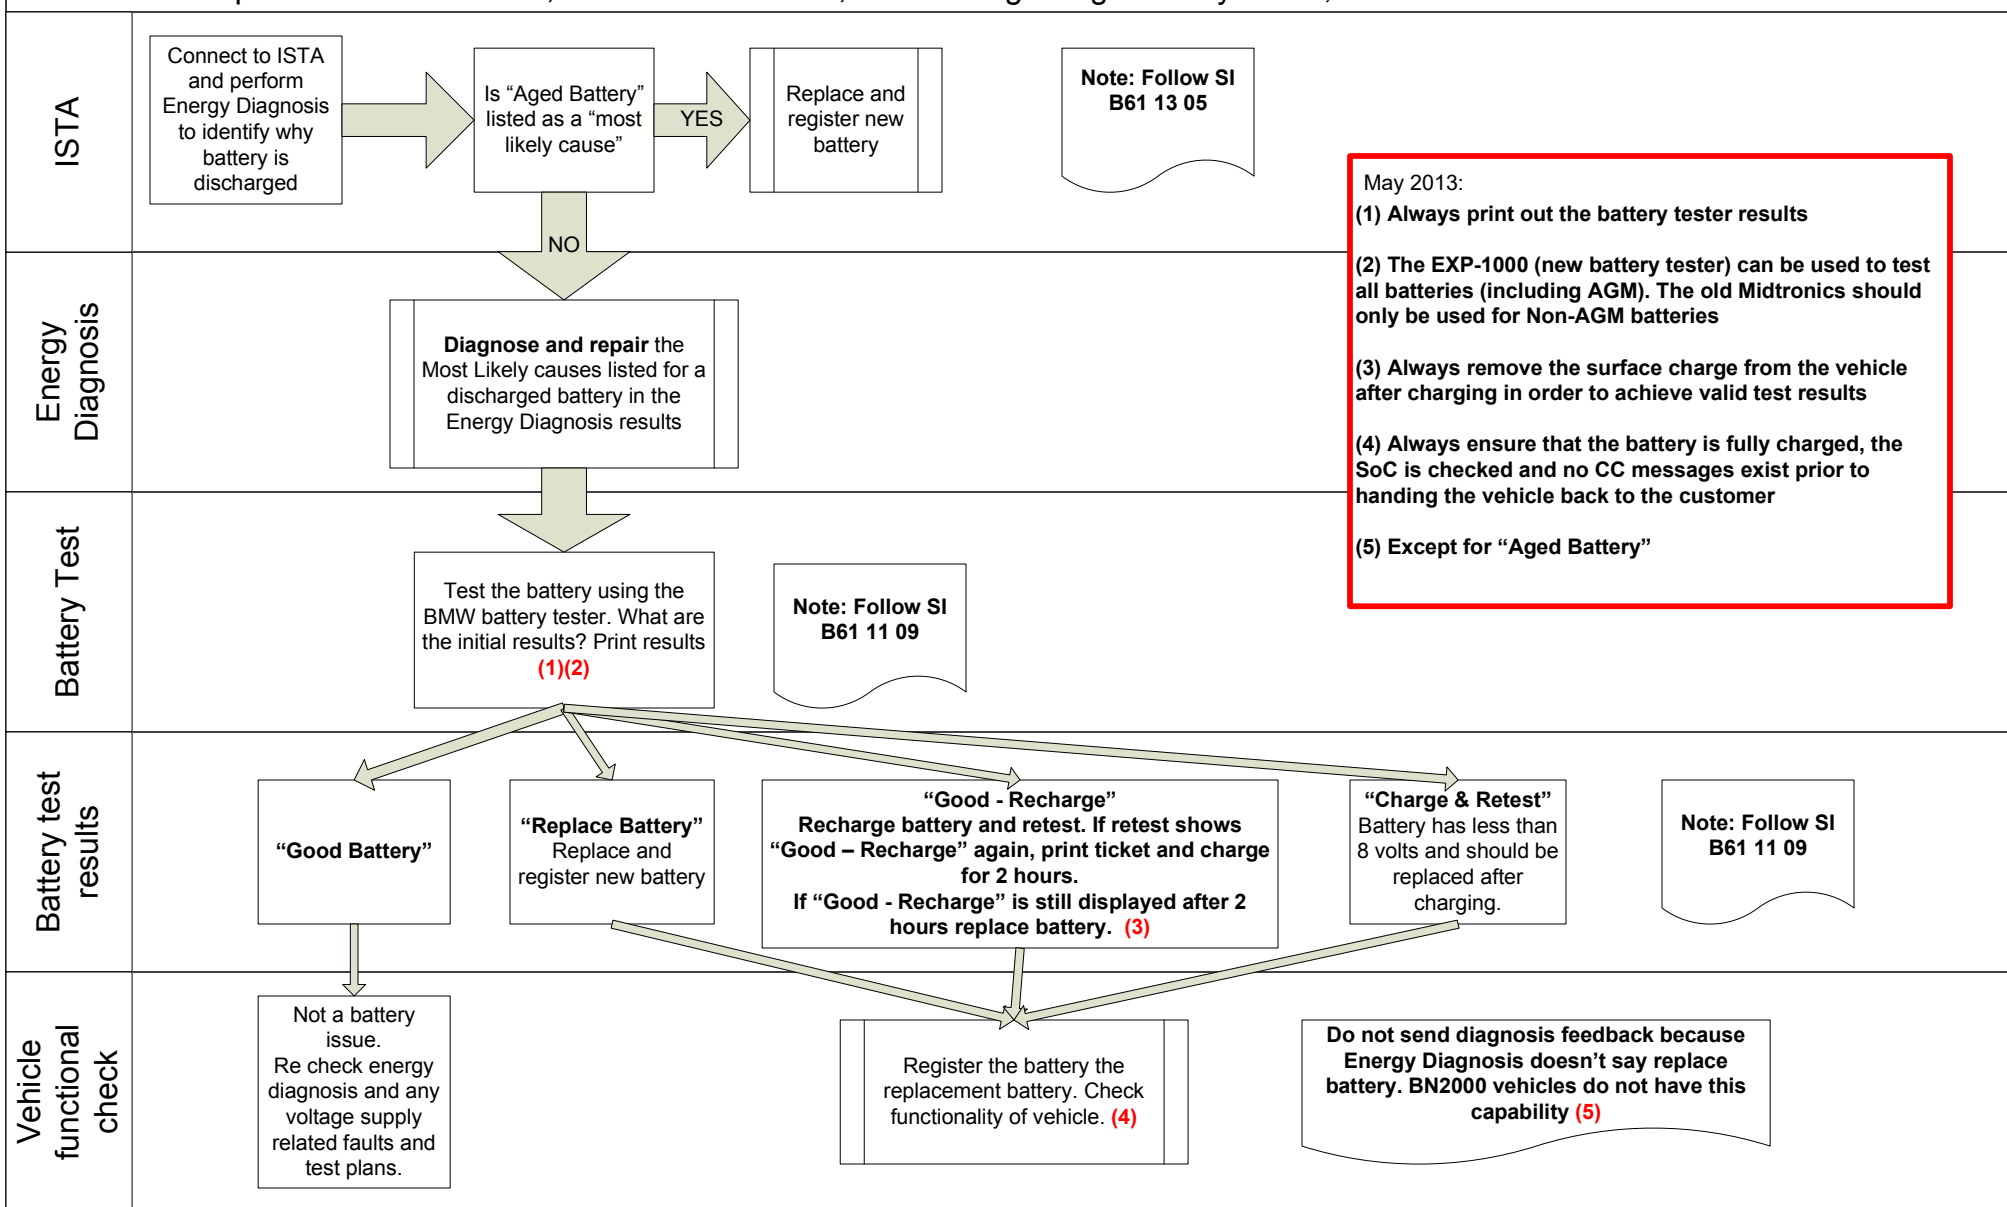 ISTA
Connect to ISTA
and perform
Energy Diagnosis
to identify why
battery is
discharged
Is “Aged Battery”
listed as a “most
likely cause”
YES
Replace and
register new
battery
Note: Follow SI
B61 13 05
NO
May 2013:
(1) Always print out the battery tester results
(2) The EXP-1000 (new battery tester) can be used to test
all batteries (including AGM). The old Midtronics should
only be used for Non-AGM batteries
(3) Always remove the surface charge from the vehicle
after charging in order to achieve valid test results
(4) Always ensure that the battery is fully charged, the
SoC is checked and no CC messages exist prior to
handing the vehicle back to the customer
(5) Except for “Aged Battery”
Energy
Diagnosis
Diagnose and repair the
Most Likely causes listed for a
discharged battery in the
Energy Diagnosis results
Battery Test
Test the battery using the
BMW battery tester. What are
the initial results? Print results
(1)(2)
Note: Follow SI
B61 11 09
Battery test
results
“Good Battery”
“Replace Battery”
Replace and
register new battery
“Good - Recharge”
Recharge battery and retest. If retest shows
“Good – Recharge” again, print ticket and charge
for 2 hours.
If “Good - Recharge” is still displayed after 2
hours replace battery. (3)
“Charge & Retest”
Battery has less than
8 volts and should be
replaced after
charging.
Note: Follow SI
B61 11 09
Vehicle
functional
check
Not a battery
issue.
Re check energy
diagnosis and any
voltage supply
related faults and
test plans.
Register the battery the
replacement battery. Check
functionality of vehicle. (4)
Do not send diagnosis feedback because
Energy Diagnosis doesn’t say replace
battery. BN2000 vehicles do not have this
capability (5)